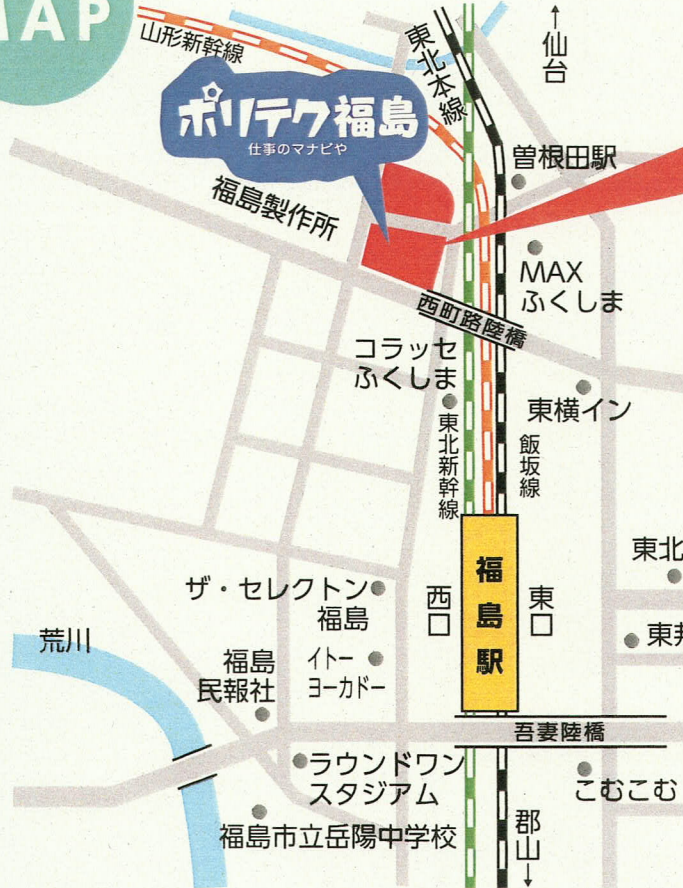 MAP
山形新幹線
東北本線
↑仙台
ポリテク福島
仕事のマナビや
曽根田駅
福島製作所
MAX
ふくしま
西町跨陸橋
コラッセ
ふくしま
東横イン
東北新幹線
飯坂線
福島駅
西口
東口
東北
ザ・セレクトン
福島
荒川
福島
民報社
イトー
ヨーカドー
吾妻陸橋
ラウンドワン
スタジアム
こむこむ
福島市立岳陽中学校
郡山↓